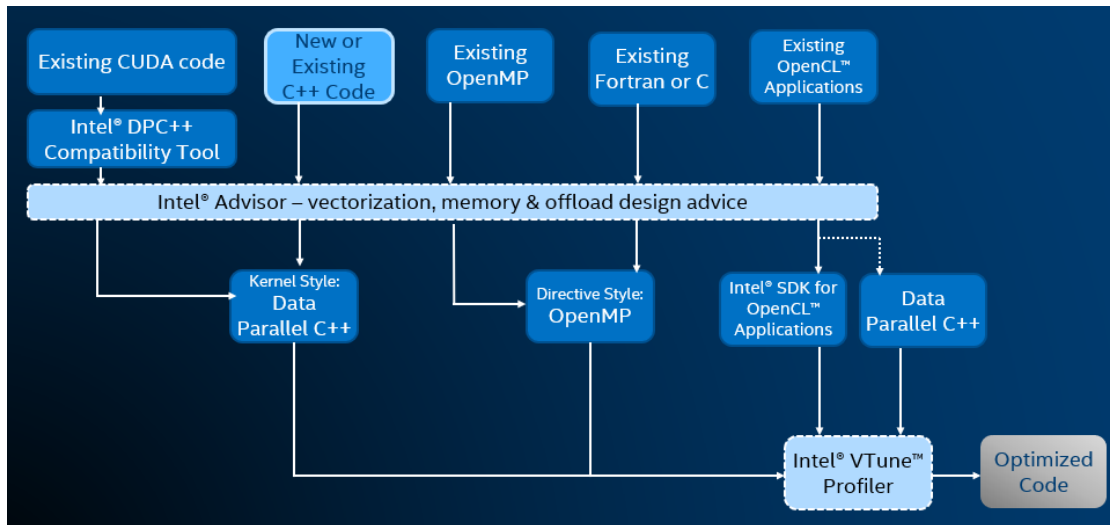 Existing CUDA code
New or
Existing
C++ Code
Existing
OpenMP
Existing
Fortran or C
Existing
OpenCL™
Applications
Intel® DPC++
Compatibility Tool
Intel® Advisor – vectorization, memory & offload design advice
Kernel Style:
Data
Parallel C++
Directive Style:
OpenMP
Intel® SDK for
OpenCL™
Applications
Data
Parallel C++
Intel® VTune™
Profiler
Optimized
Code